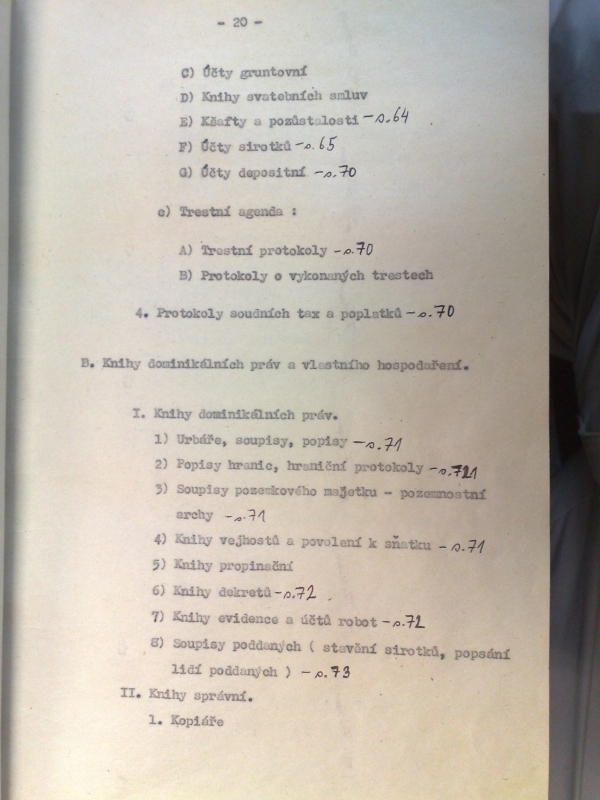 - 20 -
C) Účty gruntovní
D) Knihy svatebních smluv
E) Kšafty a pozůstalosti - s.64
F) Účty sirotků - s.65
G) Účty depositní - s.70
c) Trestní agenda :
A) Trestní protokoly - s.70
B) Protokoly o vykonaných trestech
4. Protokoly soudních tax a poplatků - s.70
B. Knihy dominikálních práv a vlastního hospodaření.
I. Knihy dominikálních práv.
1) Urbáře, soupisy, popisy - s.71
2) Popisy hranic, hraniční protokoly - s.71
3) Soupisy pozemkového majetku - pozemnostní
archy - s.71
4) Knihy vejhostů a povolení k sňatku - s.71
5) Knihy propinační
6) Knihy dekretů - s.72
7) Knihy evidence a účtů robot - s.72
8) Soupisy poddaných ( stavění sirotků, popsání
lidí poddaných ) - s.73
II. Knihy správní.
1. Kopiáře